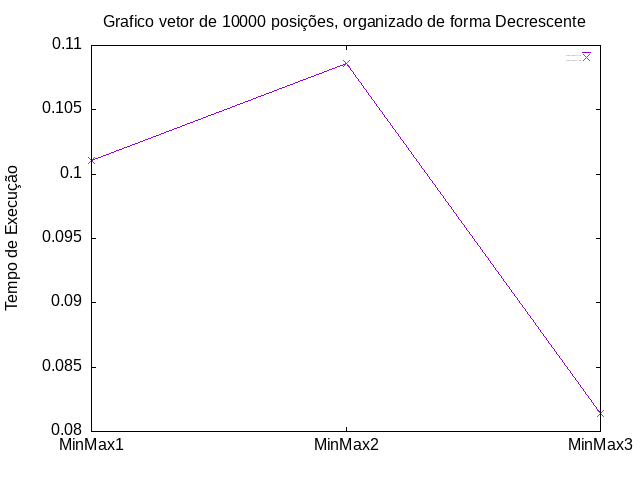 Grafico vetor de 10000 posições, organizado de forma Decrescente
0.11
0.105
0.1
0.095
0.09
0.085
0.08
Tempo de Execução
MinMax1 MinMax2 MinMax3